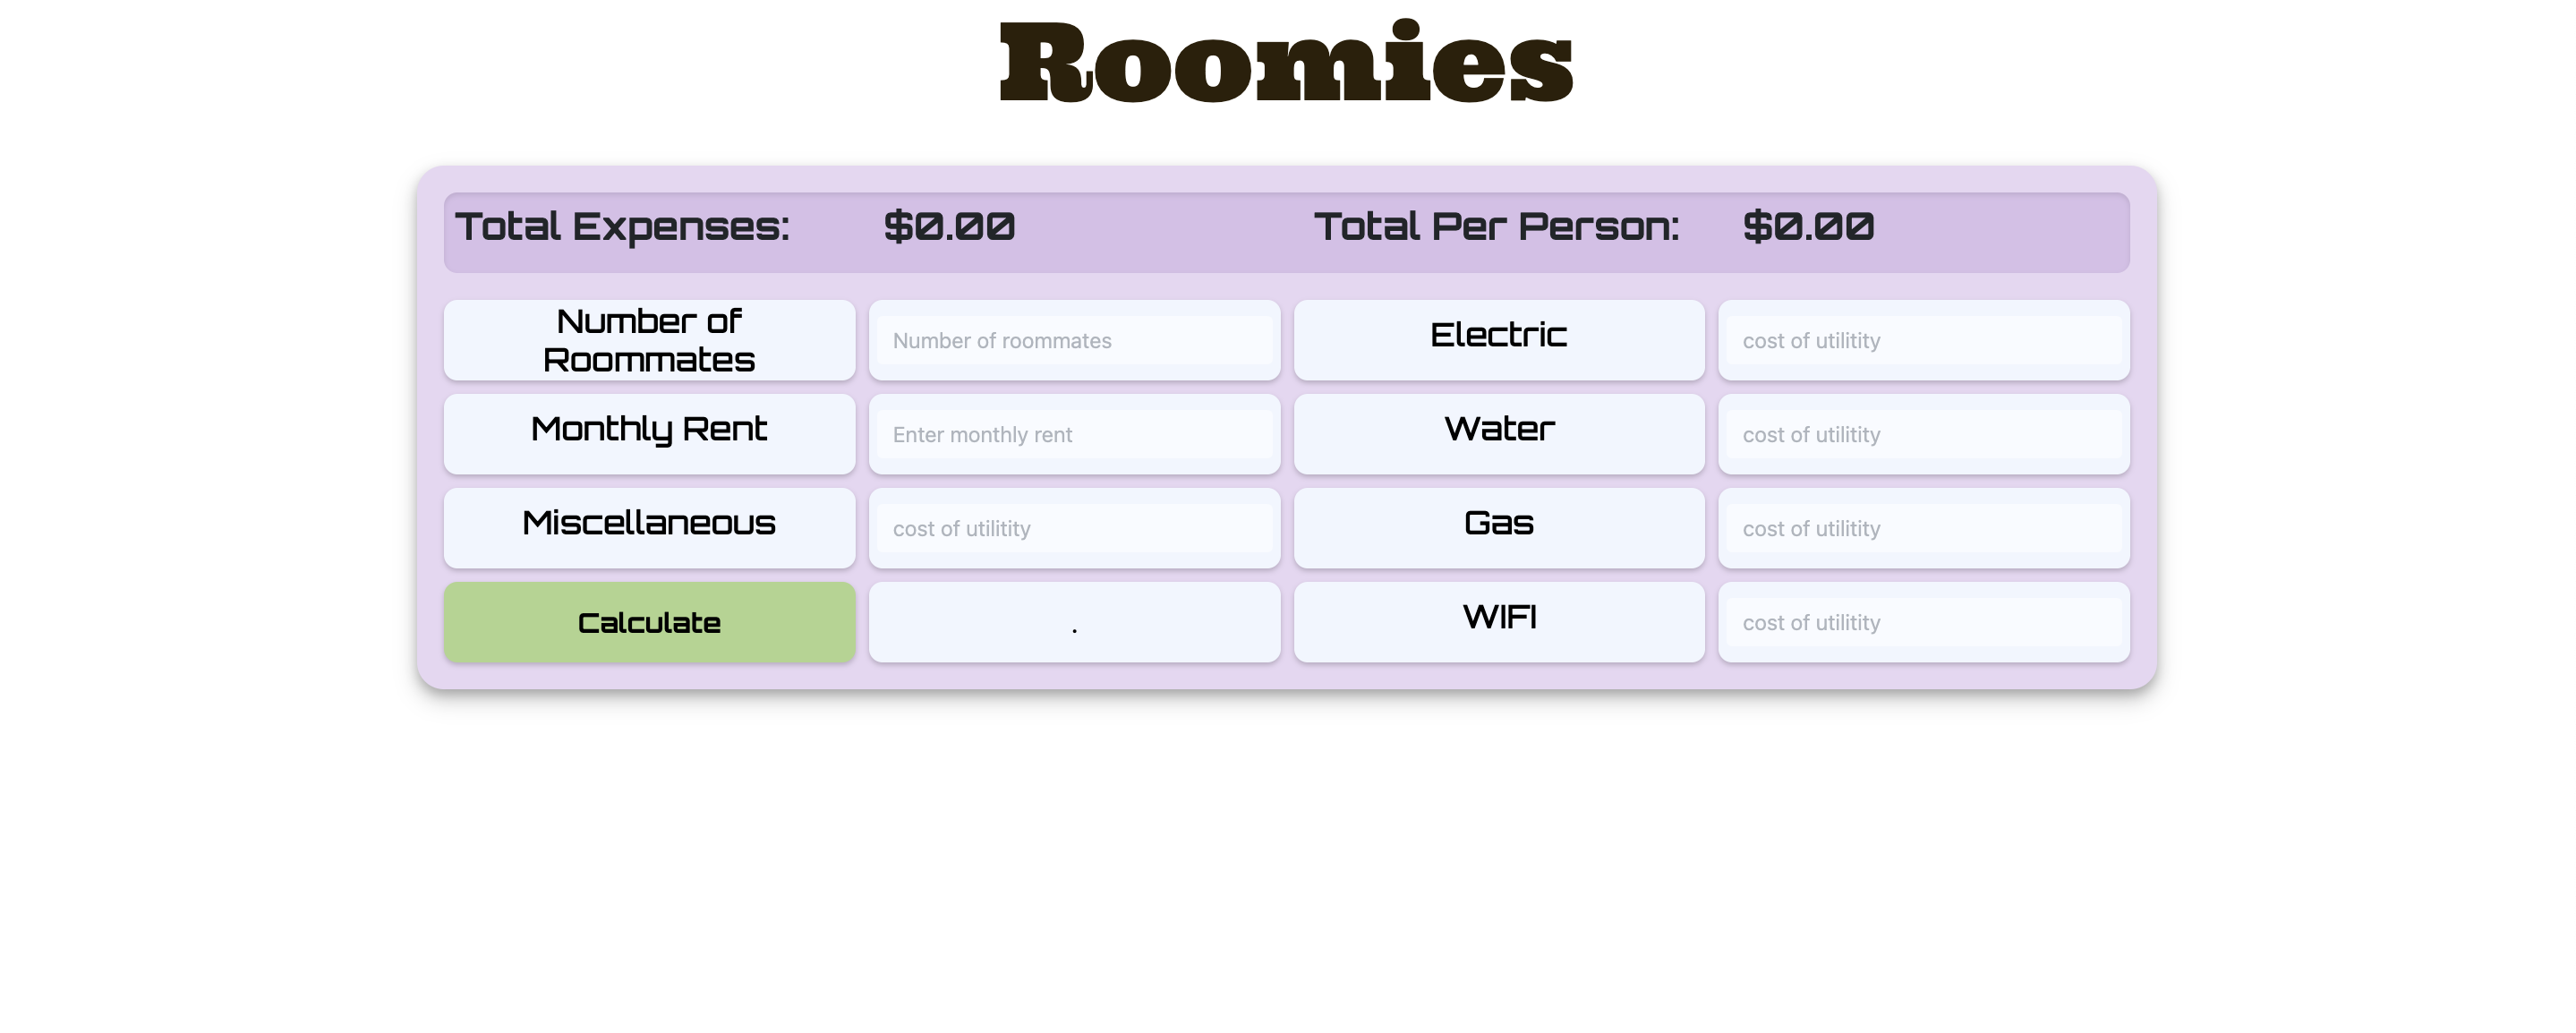 Roomies
Total Expenses: $0.00 Total Per Person: $0.00
Number of
Roommates
Number of roommates
Electric
cost of utilitity
Monthly Rent
Enter monthly rent
Water
cost of utilitity
Miscellaneous
cost of utilitity
Gas
cost of utilitity
Calculate
.
WIFI
cost of utilitity